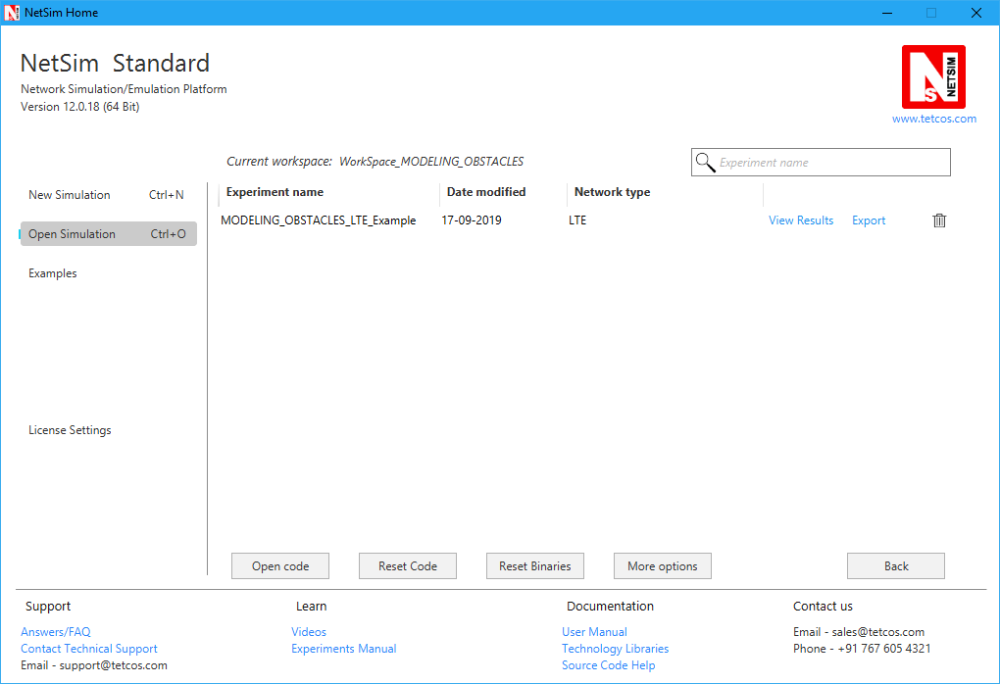 NetSim Home
NetSim Standard
Network Simulation/Emulation Platform
Version 12.0.18 (64 Bit)
NS NETSIM
www.tetcos.com
Current workspace: WorkSpace_MODELING_OBSTACLES
Experiment name
New Simulation Ctrl+N
Open Simulation Ctrl+O
Examples
License Settings
Experiment name Date modified Network type
MODELING_OBSTACLES_LTE_Example 17-09-2019 LTE View Results Export
Open code Reset Code Reset Binaries More options Back
Support
Answers/FAQ
Contact Technical Support
Email - support@tetcos.com
Learn
Videos
Experiments Manual
Documentation
User Manual
Technology Libraries
Source Code Help
Contact us
Email - sales@tetcos.com
Phone - +91 767 605 4321